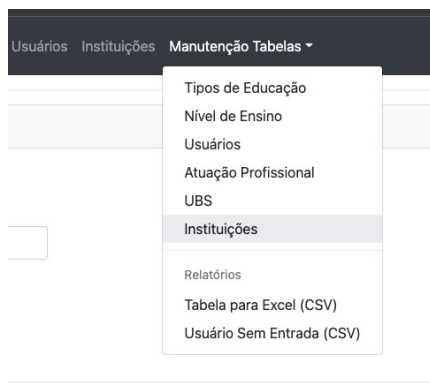 Usuários Instituições Manutenção Tabelas
Tipos de Educação
Nível de Ensino
Usuários
Atuação Profissional
UBS
Instituições
Relatórios
Tabela para Excel (CSV)
Usuário Sem Entrada (CSV)